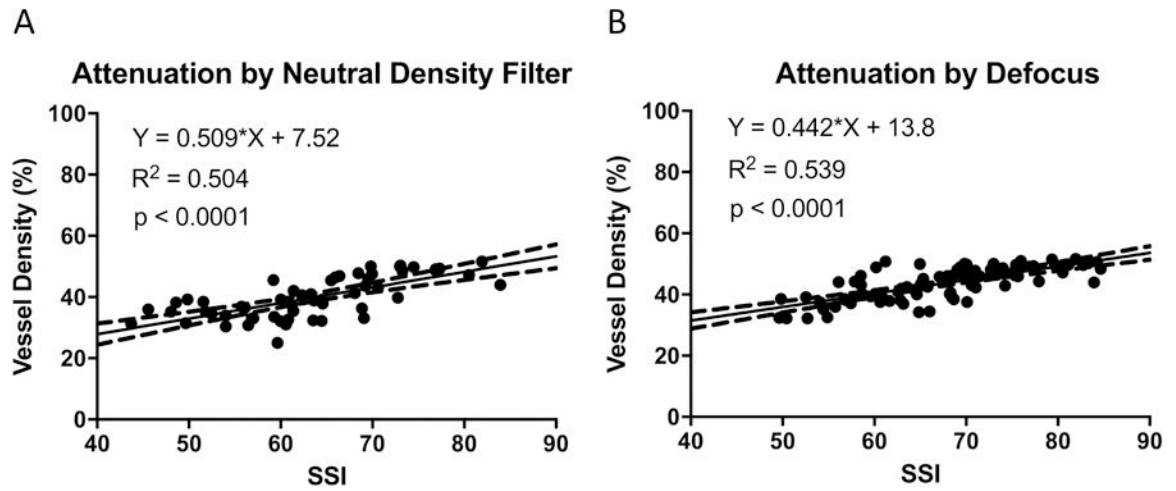 A
Attenuation by Neutral Density Filter
Y = 0.509*X + 7.52
R² = 0.504
p < 0.0001
Vessel Density (%)
100
80
60
40
20
0
40 50 60 70 80 90
SSI
B
Attenuation by Defocus
Y = 0.442*X + 13.8
R² = 0.539
p < 0.0001
Vessel Density (%)
100
80
60
40
20
0
40 50 60 70 80 90
SSI